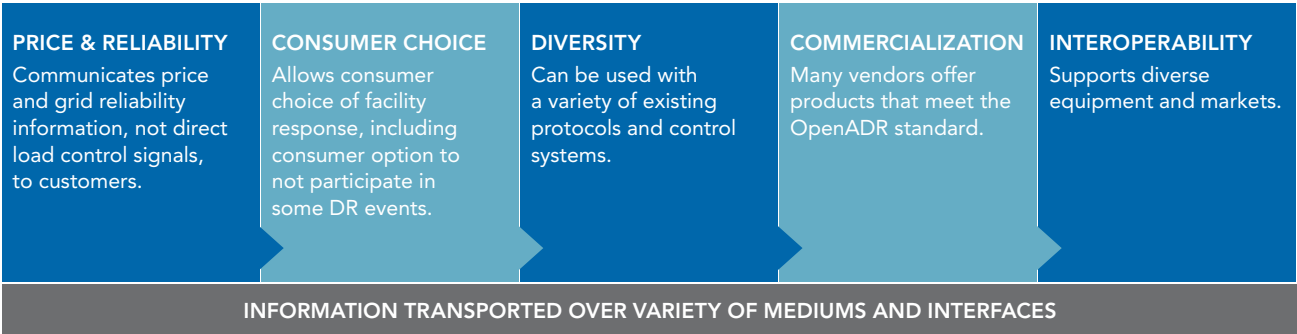 PRICE & RELIABILITY
Communicates price
and grid reliability
information, not direct
load control signals,
to customers.
CONSUMER CHOICE
Allows consumer
choice of facility
response, including
consumer option to
not participate in
some DR events.
DIVERSITY
Can be used with
a variety of existing
protocols and control
systems.
COMMERCIALIZATION
Many vendors offer
products that meet the
OpenADR standard.
INTEROPERABILITY
Supports diverse
equipment and markets.
INFORMATION TRANSPORTED OVER VARIETY OF MEDIUMS AND INTERFACES